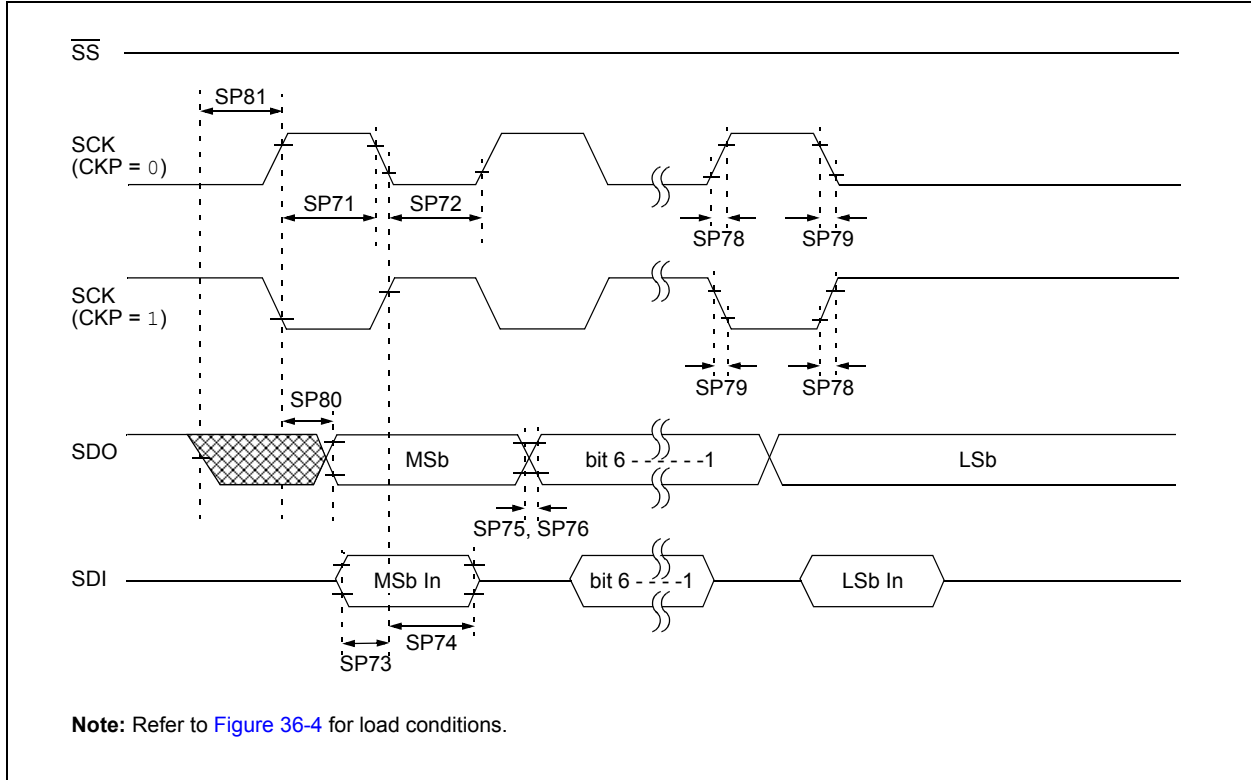 SS
SP81
SCK
(CKP = 0)
SP71
SP72
SP78
SP79
SCK
(CKP = 1)
SP79
SP78
SP80
SDO
MSb
bit 6 - - - - - -1
LSb
SP75, SP76
SDI
MSb In
bit 6 - - - -1
LSb In
SP74
SP73
Note: Refer to Figure 36-4 for load conditions.